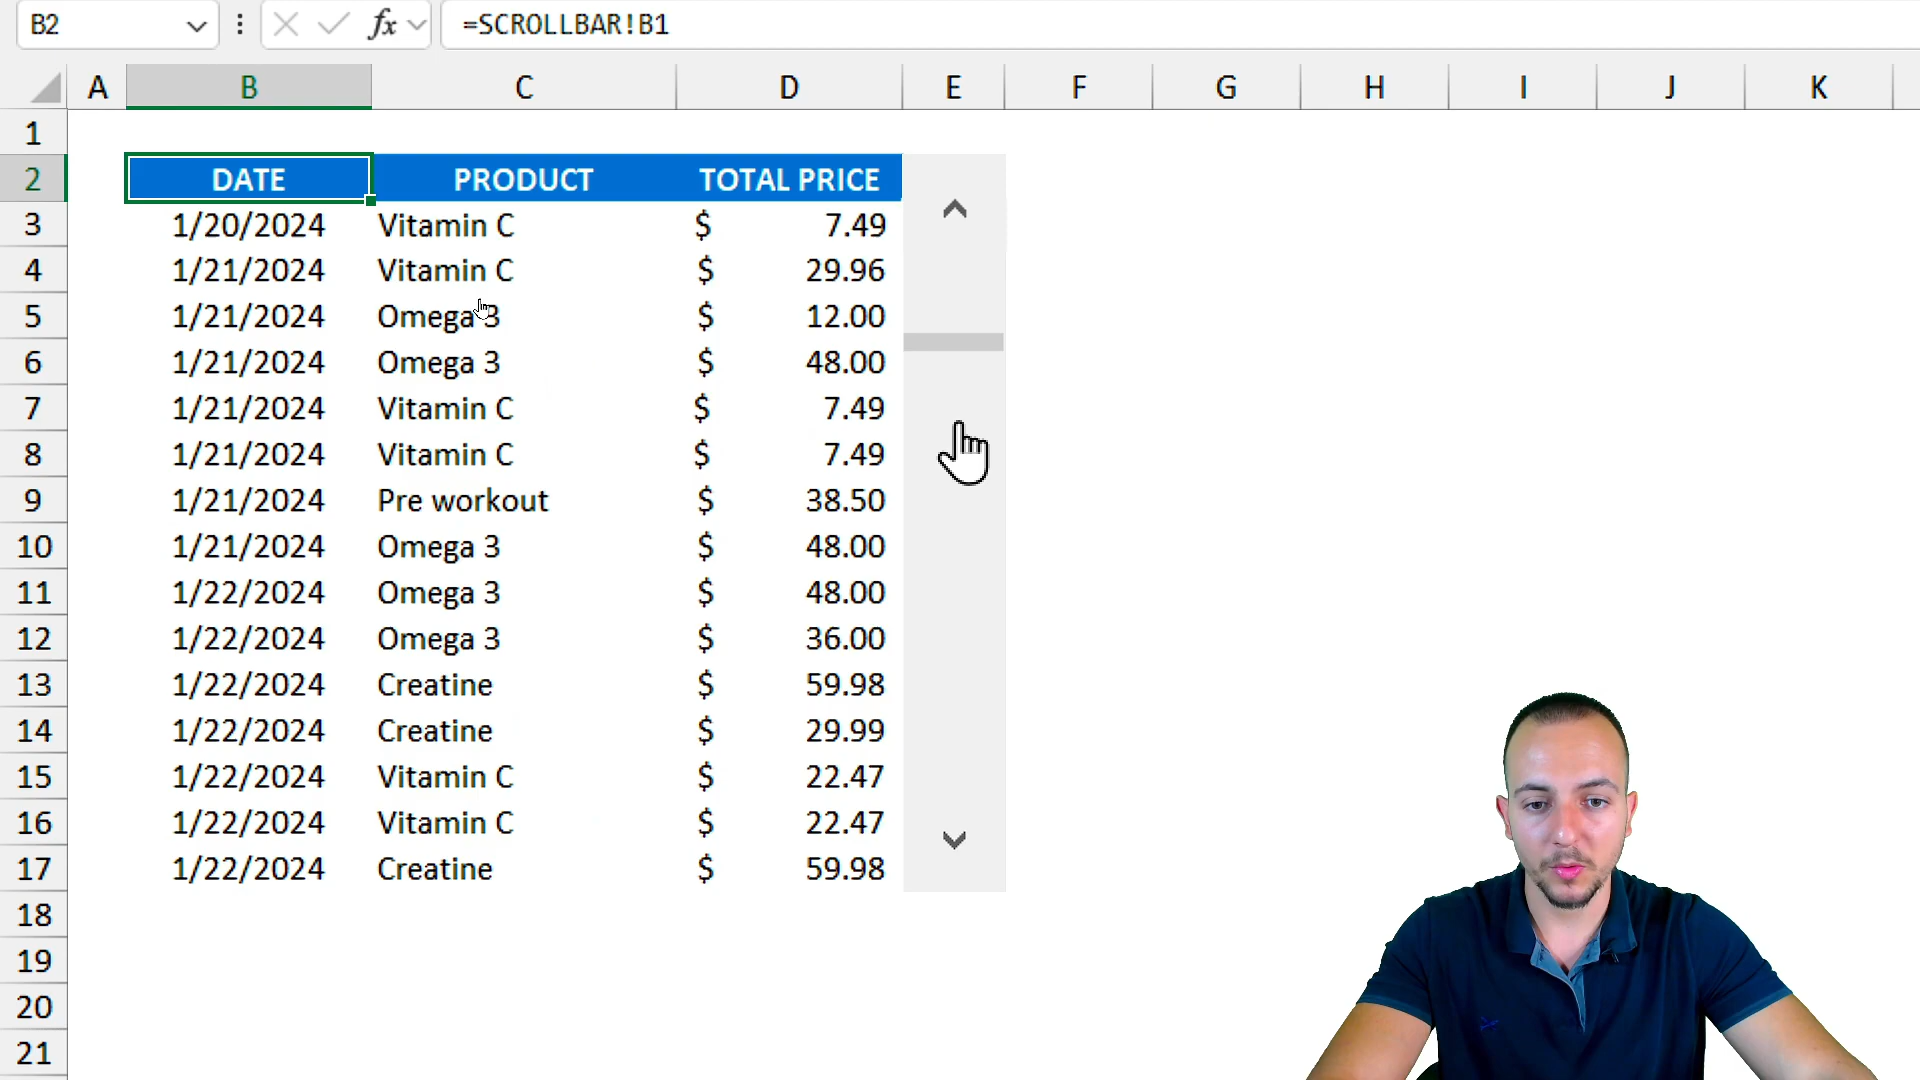 B2 fx =SCROLLBAR!B1
A B C D E F G H I J K
1
2 DATE PRODUCT TOTAL PRICE
3 1/20/2024 Vitamin C $ 7.49
4 1/21/2024 Vitamin C $ 29.96
5 1/21/2024 Omega 3 $ 12.00
6 1/21/2024 Omega 3 $ 48.00
7 1/21/2024 Vitamin C $ 7.49
8 1/21/2024 Vitamin C $ 7.49
9 1/21/2024 Pre workout $ 38.50
10 1/21/2024 Omega 3 $ 48.00
11 1/22/2024 Omega 3 $ 48.00
12 1/22/2024 Omega 3 $ 36.00
13 1/22/2024 Creatine $ 59.98
14 1/22/2024 Creatine $ 29.99
15 1/22/2024 Vitamin C $ 22.47
16 1/22/2024 Vitamin C $ 22.47
17 1/22/2024 Creatine $ 59.98
18
19
20
21